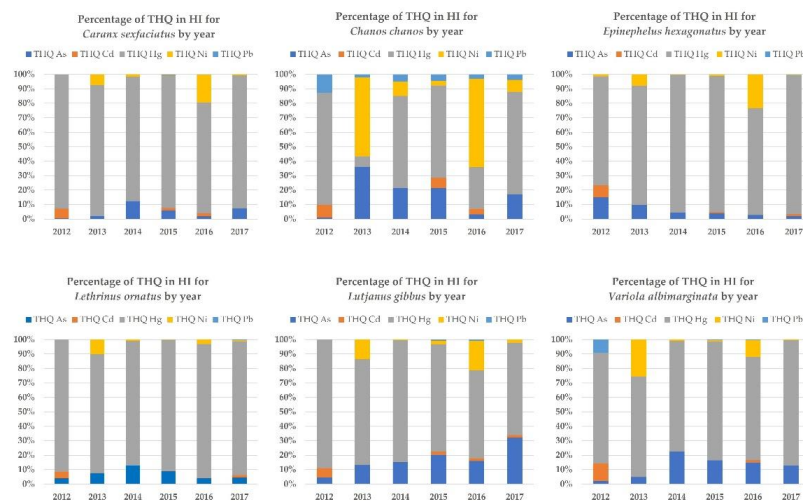 Percentage of THQ in HI for
Caranx sexfaciatus by year
THQ As THQ Cd THQ Hg THQ Ni THQ Pb
100%
90%
80%
70%
60%
50%
40%
30%
20%
10%
0%
2012 2013 2014 2015 2016 2017
Percentage of THQ in HI for
Chanos chanos by year
THQ As THQ Cd THQ Hg THQ Ni THQ Pb
100%
90%
80%
70%
60%
50%
40%
30%
20%
10%
0%
2012 2013 2014 2015 2016 2017
Percentage of THQ in HI for
Epinephelus hexagonatus by year
THQ As THQ Cd THQ Hg THQ Ni THQ Pb
100%
90%
80%
70%
60%
50%
40%
30%
20%
10%
0%
2012 2013 2014 2015 2016 2017
Percentage of THQ in HI for
Lethrinus ornatus by year
THQ As THQ Cd THQ Hg THQ Ni THQ Pb
100%
90%
80%
70%
60%
50%
40%
30%
20%
10%
0%
2012 2013 2014 2015 2016 2017
Percentage of THQ in HI for
Lutjanus gibbus by year
THQ As THQ Cd THQ Hg THQ Ni THQ Pb
100%
90%
80%
70%
60%
50%
40%
30%
20%
10%
0%
2012 2013 2014 2015 2016 2017
Percentage of THQ in HI for
Variola albimarginata by year
THQ As THQ Cd THQ Hg THQ Ni THQ Pb
100%
90%
80%
70%
60%
50%
40%
30%
20%
10%
0%
2012 2013 2014 2015 2016 2017